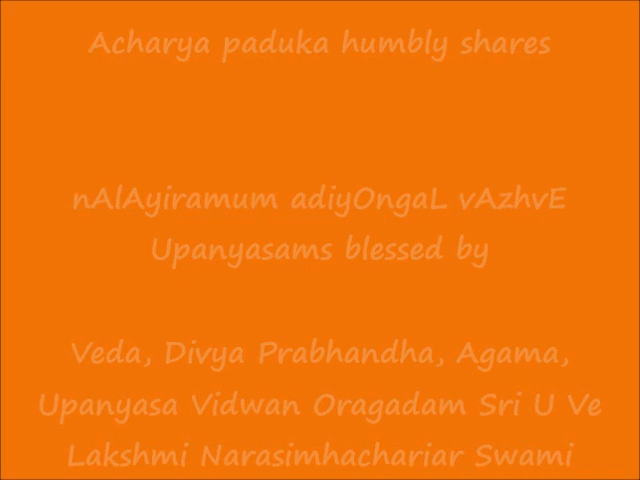 Acharya paduka humbly shares
nAlAyiramum adiyOngaL vAzhvE
Upanyasams blessed by
Veda, Divya Prabhandha, Agama,
Upanyasa Vidwan Oragadam Sri U Ve
Lakshmi Narasimhachariar Swami